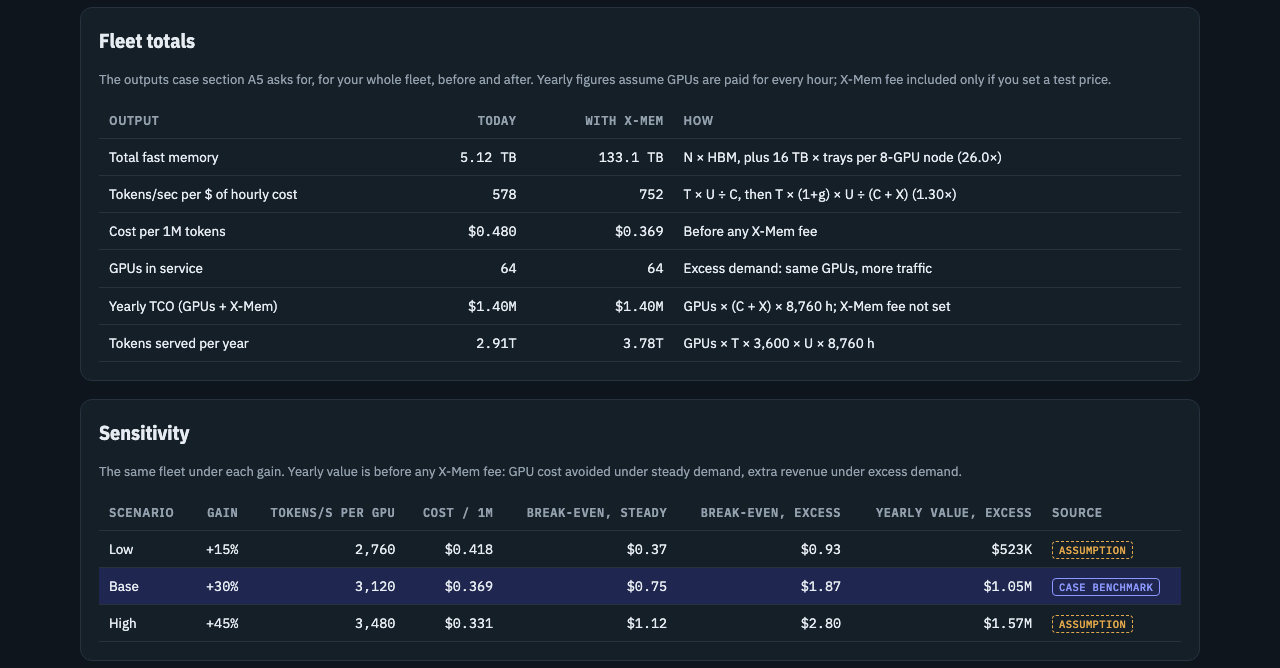 Fleet totals
The outputs case section A5 asks for, for your whole fleet, before and after. Yearly figures assume GPUs are paid for every hour; X-Mem fee included only if you set a test price.
OUTPUT TODAY WITH X-MEM HOW
Total fast memory 5.12 TB 133.1 TB N × HBM, plus 16 TB × trays per 8-GPU node (26.0×)
Tokens/sec per $ of hourly cost 578 752 T × U ÷ C, then T × (1+g) × U ÷ (C + X) (1.30×)
Cost per 1M tokens $0.480 $0.369 Before any X-Mem fee
GPUs in service 64 64 Excess demand: same GPUs, more traffic
Yearly TCO (GPUs + X-Mem) $1.40M $1.40M GPUs × (C + X) × 8,760 h; X-Mem fee not set
Tokens served per year 2.91T 3.78T GPUs × T × 3,600 × U × 8,760 h
Sensitivity
The same fleet under each gain. Yearly value is before any X-Mem fee: GPU cost avoided under steady demand, extra revenue under excess demand.
SCENARIO GAIN TOKENS/S PER GPU COST / 1M BREAK-EVEN, STEADY BREAK-EVEN, EXCESS YEARLY VALUE, EXCESS SOURCE
Low +15% 2,760 $0.418 $0.37 $0.93 $523K ASSUMPTION
Base +30% 3,120 $0.369 $0.75 $1.87 $1.05M CASE BENCHMARK
High +45% 3,480 $0.331 $1.12 $2.80 $1.57M ASSUMPTION